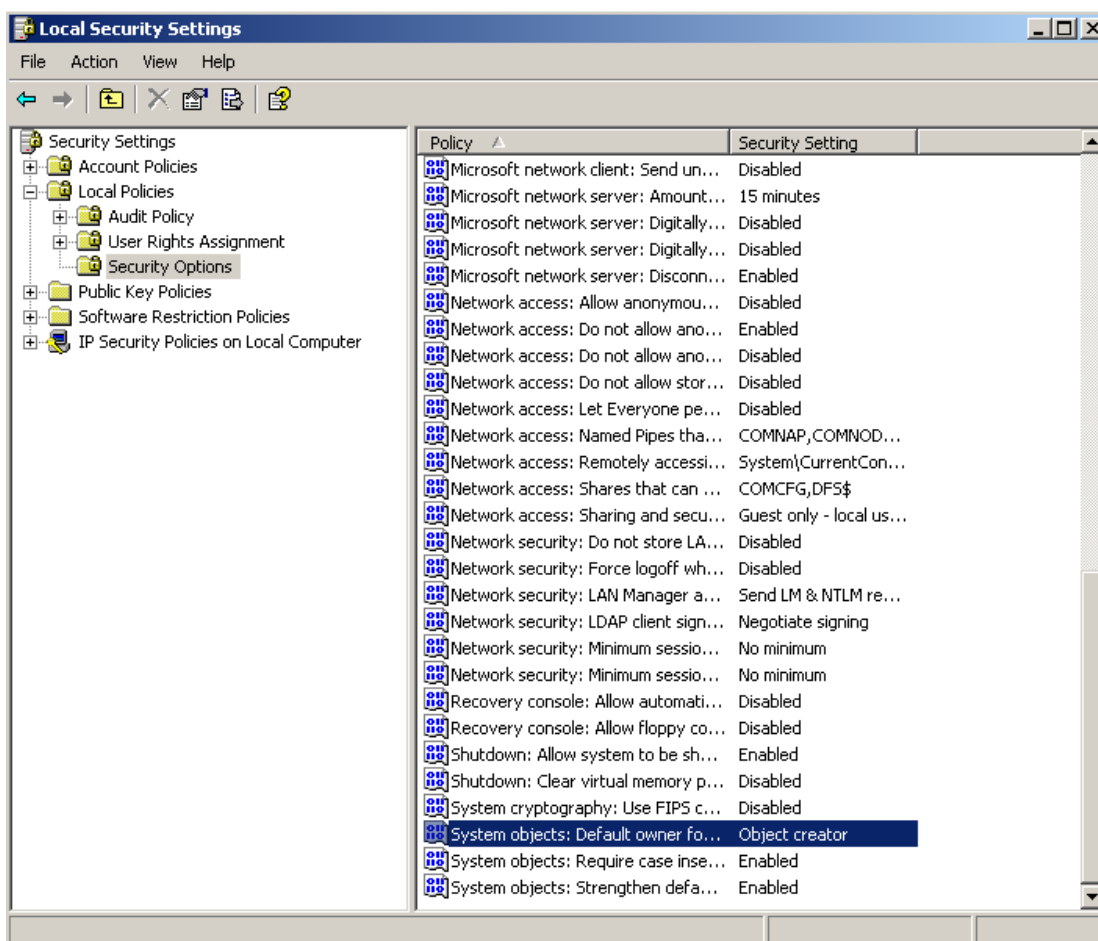 Local Security Settings
File Action View Help
Security Settings
Account Policies
Local Policies
Audit Policy
User Rights Assignment
Security Options
Public Key Policies
Software Restriction Policies
IP Security Policies on Local Computer
Policy Security Setting
Microsoft network client: Send un... Disabled
Microsoft network server: Amount... 15 minutes
Microsoft network server: Digitally... Disabled
Microsoft network server: Digitally... Disabled
Microsoft network server: Disconn... Enabled
Network access: Allow anonymou... Disabled
Network access: Do not allow ano... Enabled
Network access: Do not allow ano... Disabled
Network access: Do not allow stor... Disabled
Network access: Let Everyone pe... Disabled
Network access: Named Pipes tha... COMNAP,COMNOD...
Network access: Remotely accessi... System\CurrentCon...
Network access: Shares that can ... COMCFG,DFS$
Network access: Sharing and secu... Guest only - local us...
Network security: Do not store LA... Disabled
Network security: Force logoff wh... Disabled
Network security: LAN Manager a... Send LM & NTLM re...
Network security: LDAP client sign... Negotiate signing
Network security: Minimum sessio... No minimum
Network security: Minimum sessio... No minimum
Recovery console: Allow automati... Disabled
Recovery console: Allow floppy co... Disabled
Shutdown: Allow system to be sh... Enabled
Shutdown: Clear virtual memory p... Disabled
System cryptography: Use FIPS c... Disabled
System objects: Default owner fo... Object creator
System objects: Require case inse... Enabled
System objects: Strengthen defa... Enabled